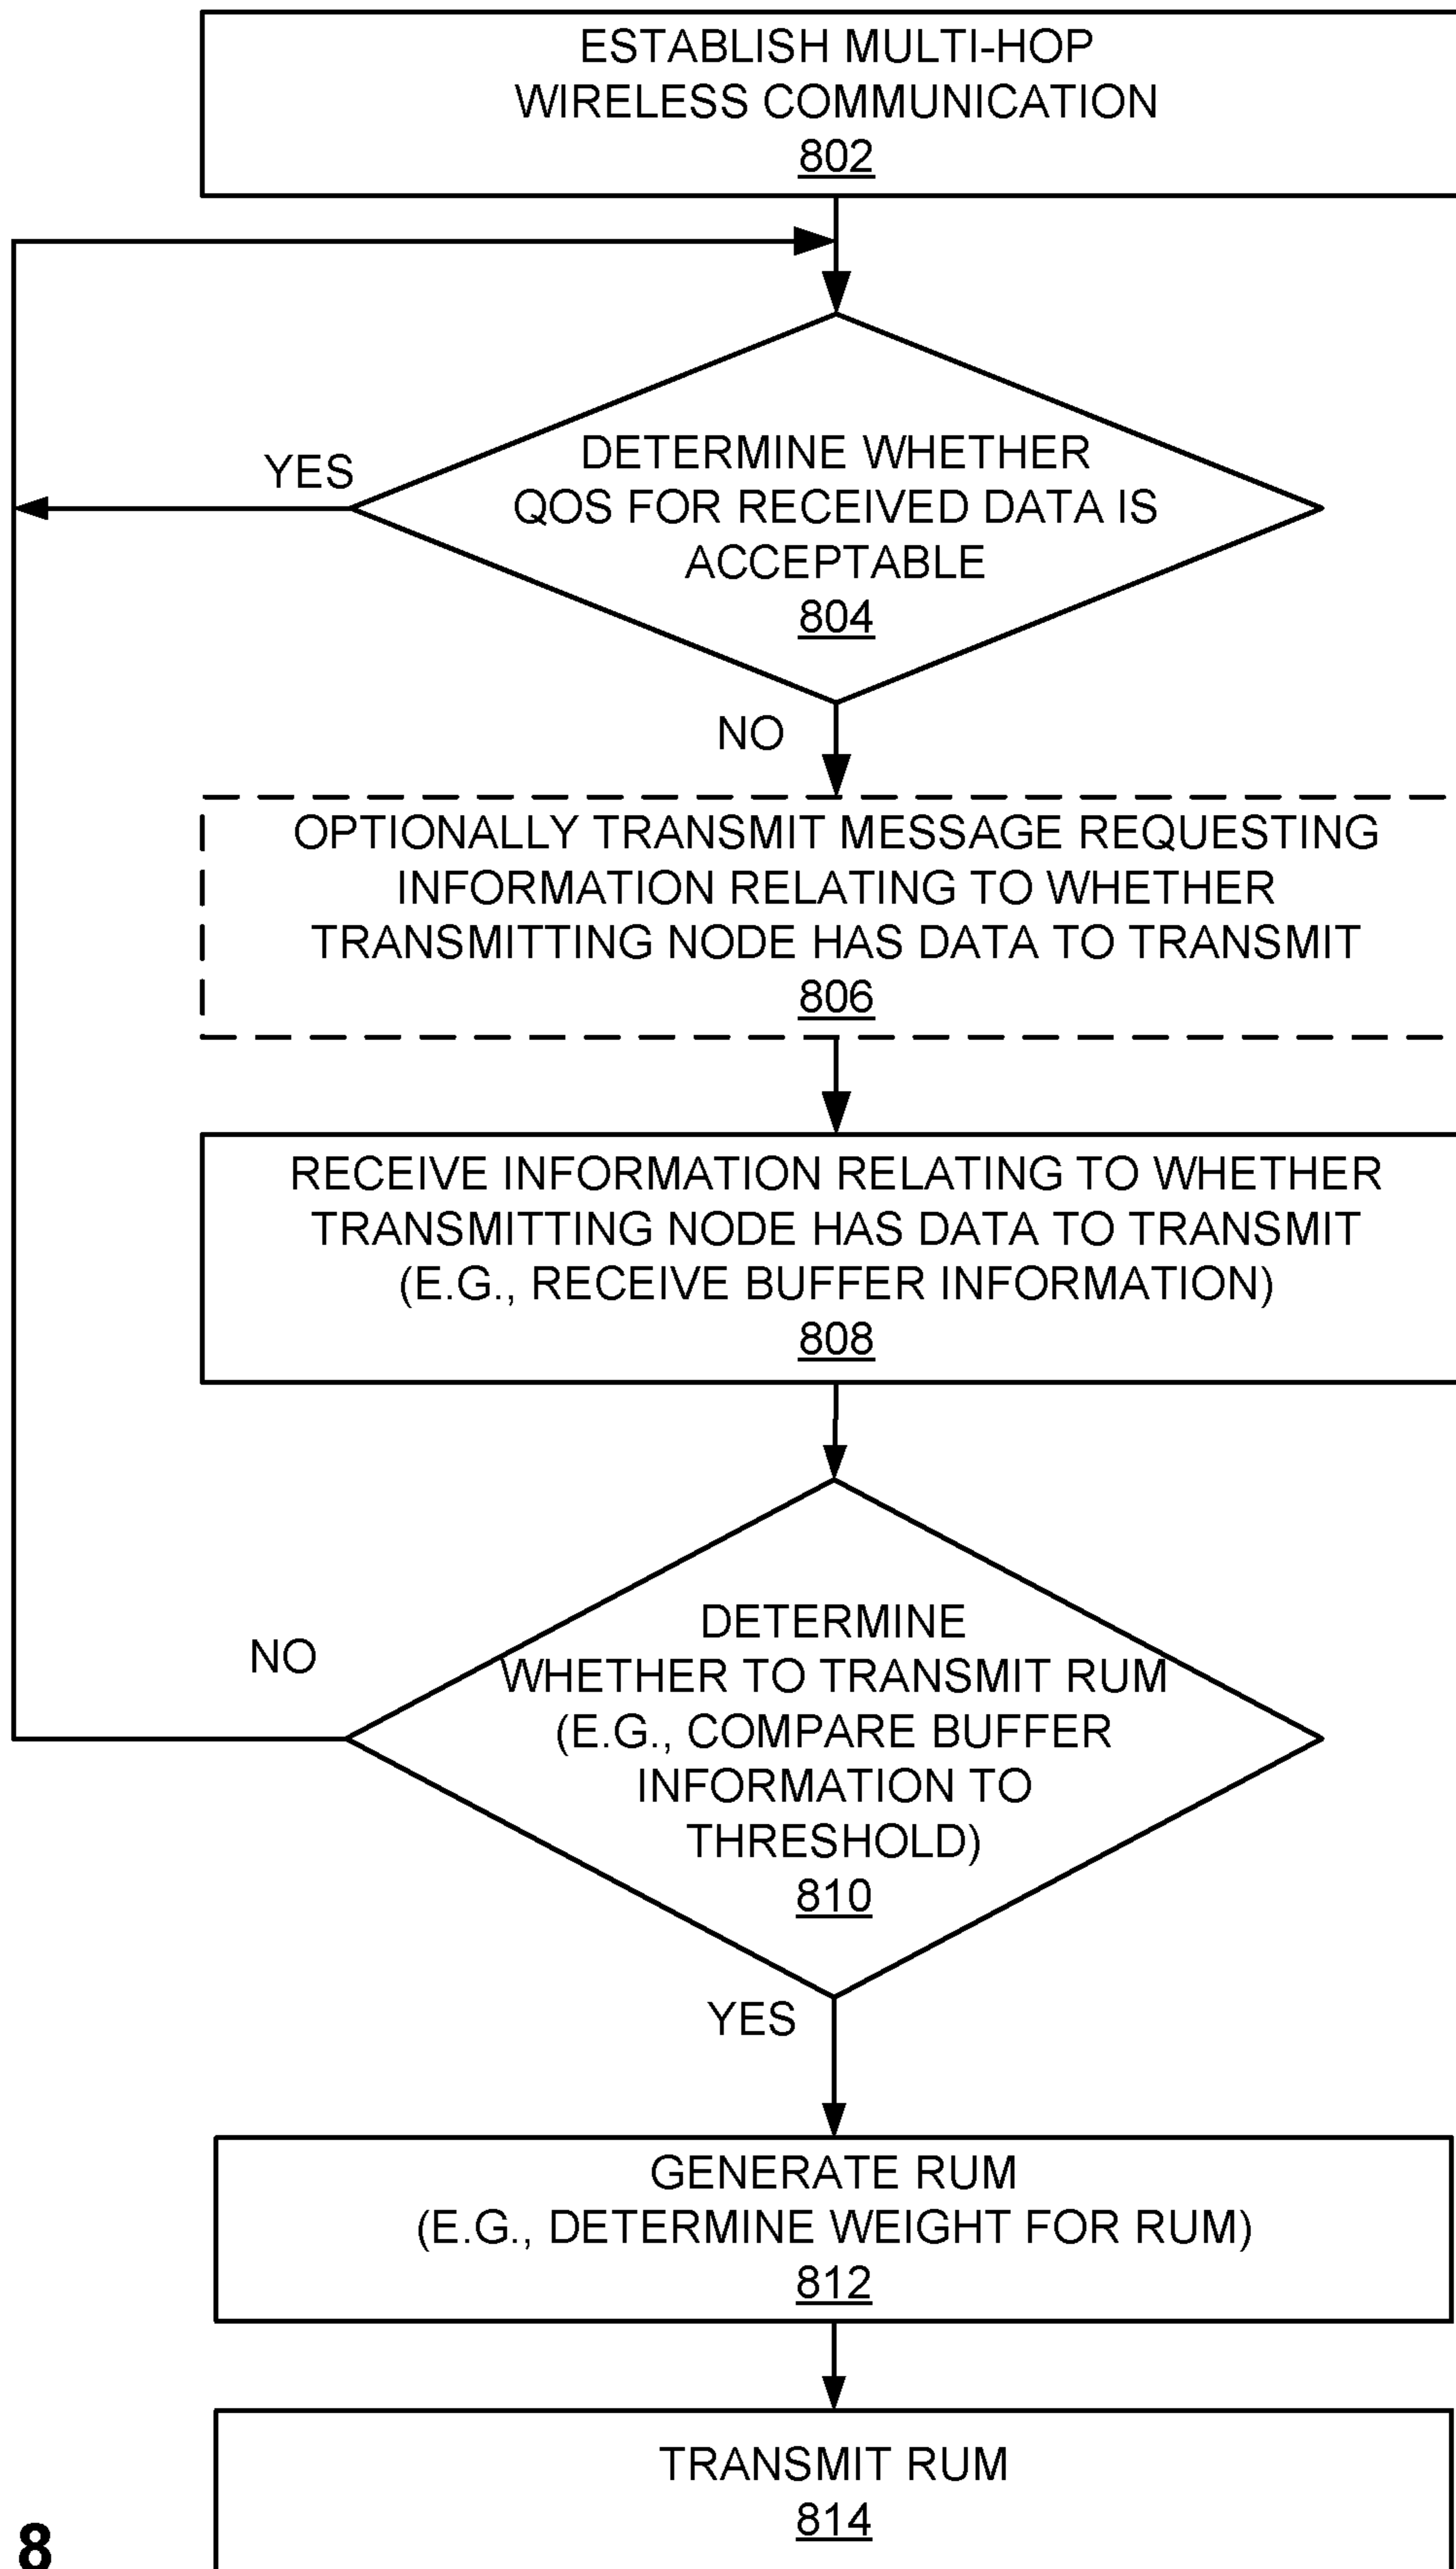 ESTABLISH MULTI-HOP
WIRELESS COMMUNICATION
802
YES
DETERMINE WHETHER
QOS FOR RECEIVED DATA IS
ACCEPTABLE
804
NO
OPTIONALLY TRANSMIT MESSAGE REQUESTING
INFORMATION RELATING TO WHETHER
TRANSMITTING NODE HAS DATA TO TRANSMIT
806
RECEIVE INFORMATION RELATING TO WHETHER
TRANSMITTING NODE HAS DATA TO TRANSMIT
(E.G., RECEIVE BUFFER INFORMATION)
808
NO
DETERMINE
WHETHER TO TRANSMIT RUM
(E.G., COMPARE BUFFER
INFORMATION TO
THRESHOLD)
810
YES
GENERATE RUM
(E.G., DETERMINE WEIGHT FOR RUM)
812
TRANSMIT RUM
814
8